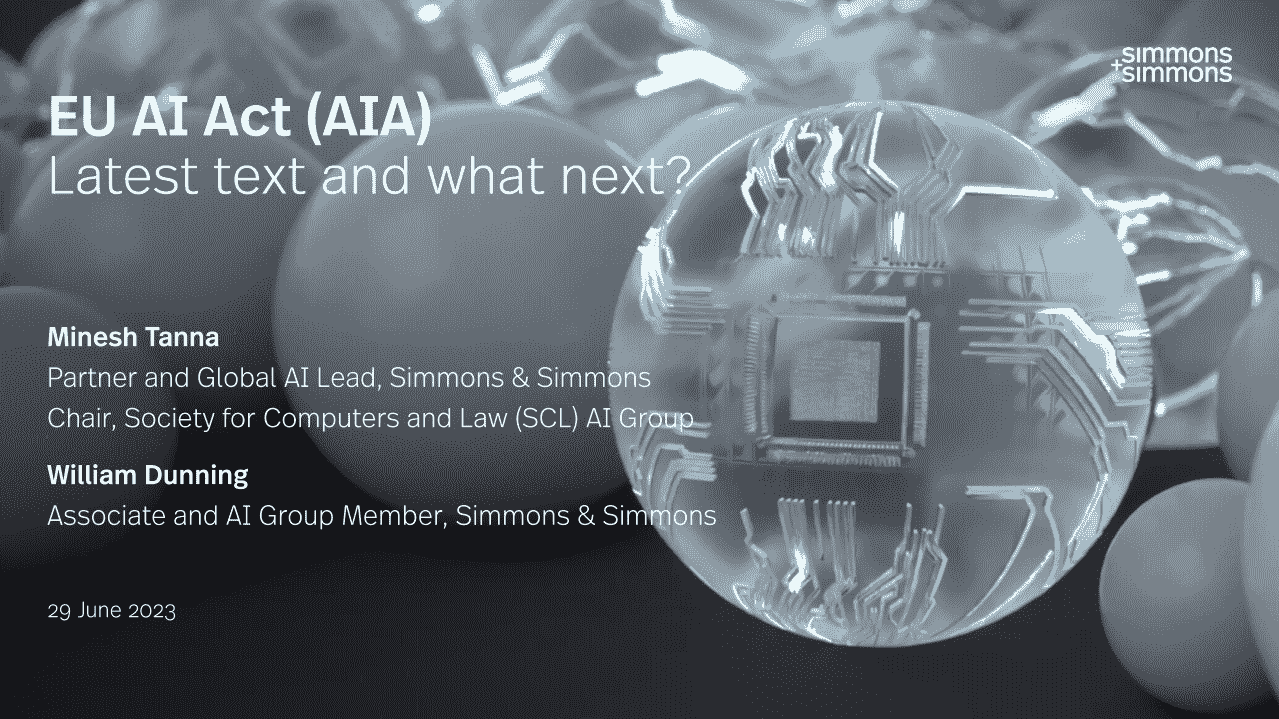 simmons
+simmons
EU AI Act (AIA)
Latest text and what next?
Minesh Tanna
Partner and Global AI Lead, Simmons & Simmons
Chair, Society for Computers and Law (SCL) AI Group
William Dunning
Associate and AI Group Member, Simmons & Simmons
29 June 2023